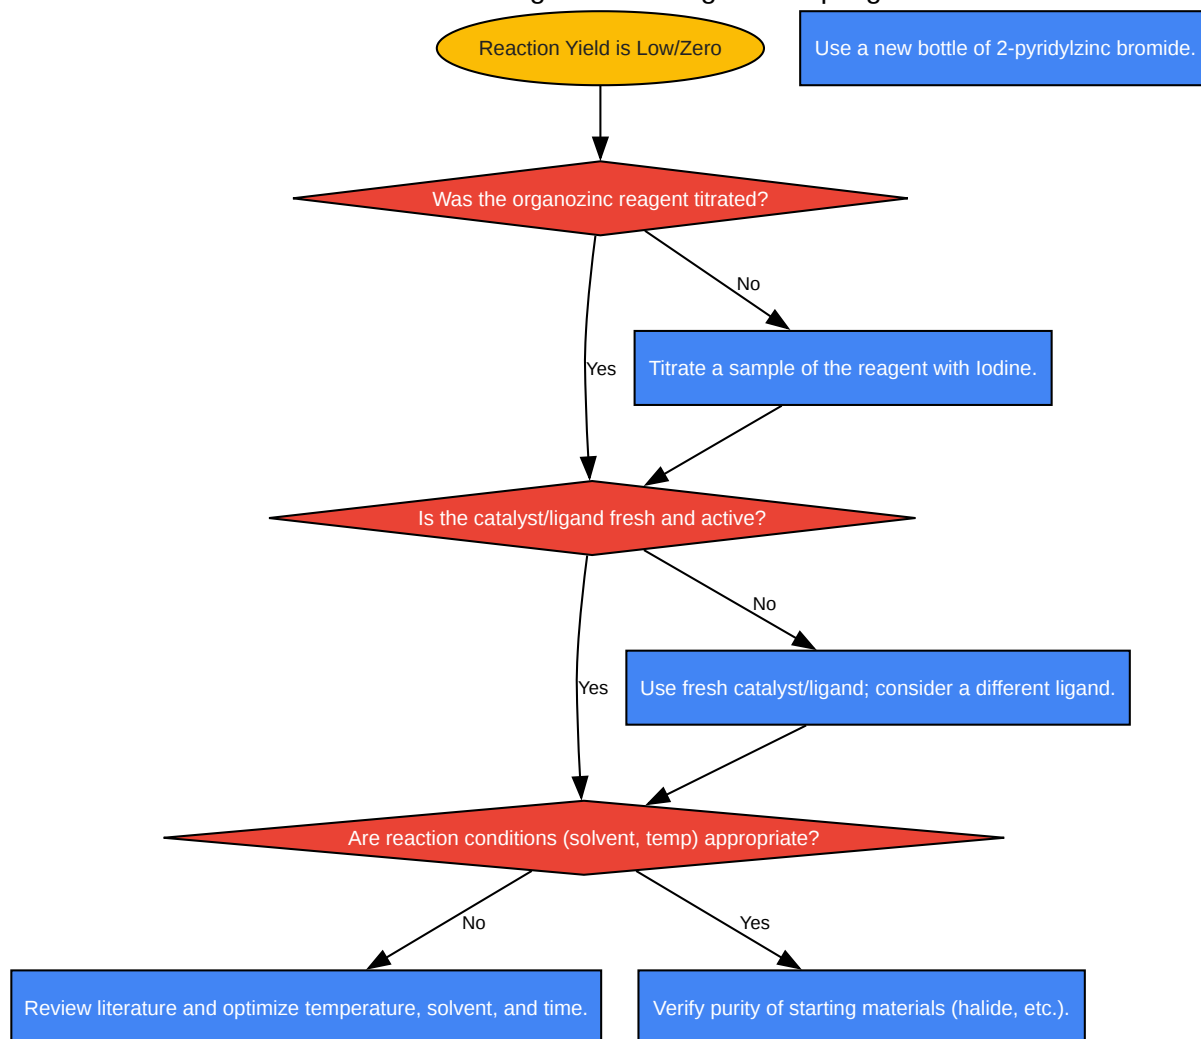 Reaction Yield is Low/Zero
Use a new bottle of 2-pyridylzinc bromide.
Was the organozinc reagent titrated?
No
Titrate a sample of the reagent with Iodine.
Yes
Is the catalyst/ligand fresh and active?
No
Use fresh catalyst/ligand; consider a different ligand.
Yes
Are reaction conditions (solvent, temp) appropriate?
No
Yes
Review literature and optimize temperature, solvent, and time.
Verify purity of starting materials (halide, etc.).